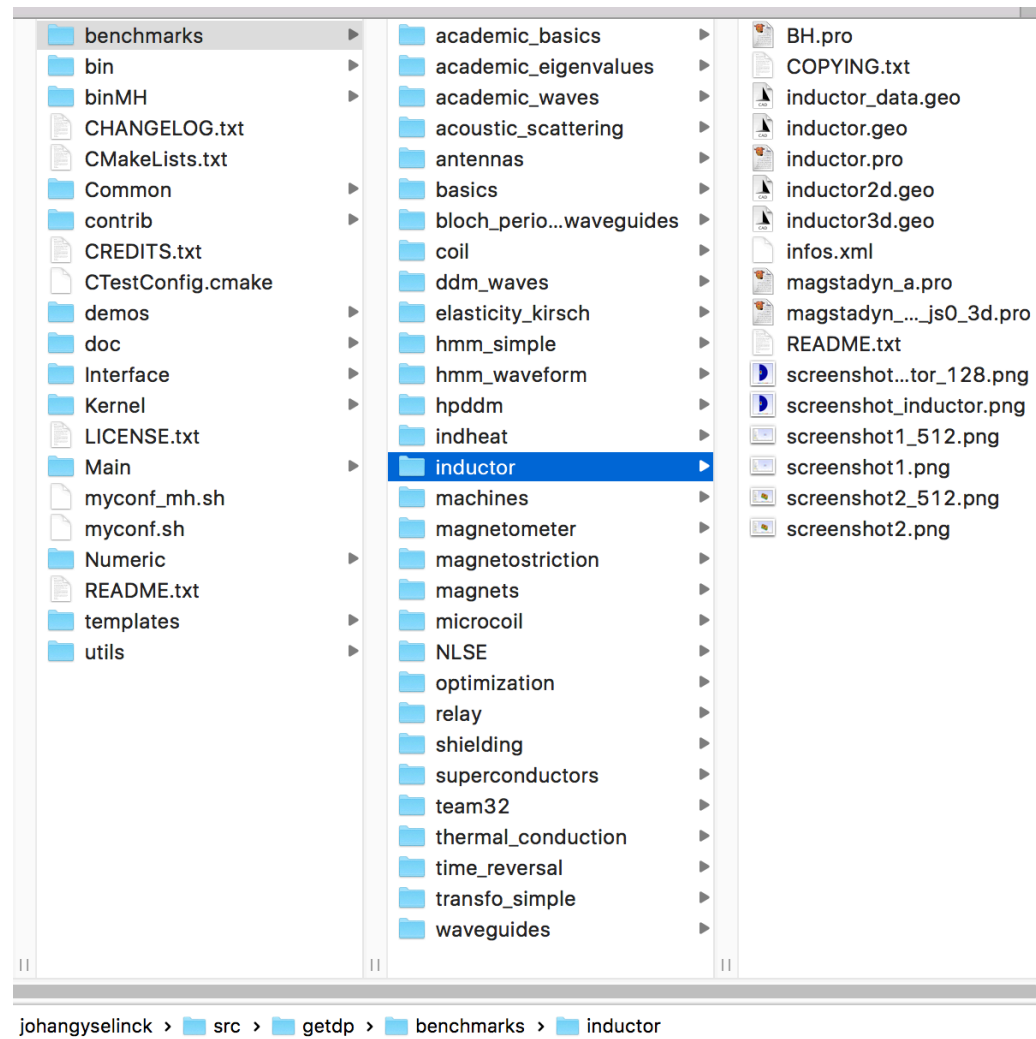 benchmarks
bin
binMH
CHANGELOG.txt
CMakeLists.txt
Common
contrib
CREDITS.txt
CTestConfig.cmake
demos
doc
Interface
Kernel
LICENSE.txt
Main
myconf_mh.sh
myconf.sh
Numeric
README.txt
templates
utils
academic_basics
academic_eigenvalues
academic_waves
acoustic_scattering
antennas
basics
bloch_perio...waveguides
coil
ddm_waves
elasticity_kirsch
hmm_simple
hmm_waveform
hpddm
indheat
inductor
machines
magnetometer
magnetostriction
magnets
microcoil
NLSE
optimization
relay
shielding
superconductors
team32
thermal_conduction
time_reversal
transfo_simple
waveguides
BH.pro
COPYING.txt
inductor_data.geo
inductor.geo
inductor.pro
inductor2d.geo
inductor3d.geo
infos.xml
magstadyn_a.pro
magstadyn_..._js0_3d.pro
README.txt
screenshot...tor_128.png
screenshot_inductor.png
screenshot1_512.png
screenshot1.png
screenshot2_512.png
screenshot2.png
johangyselinck › src › getdp › benchmarks › inductor